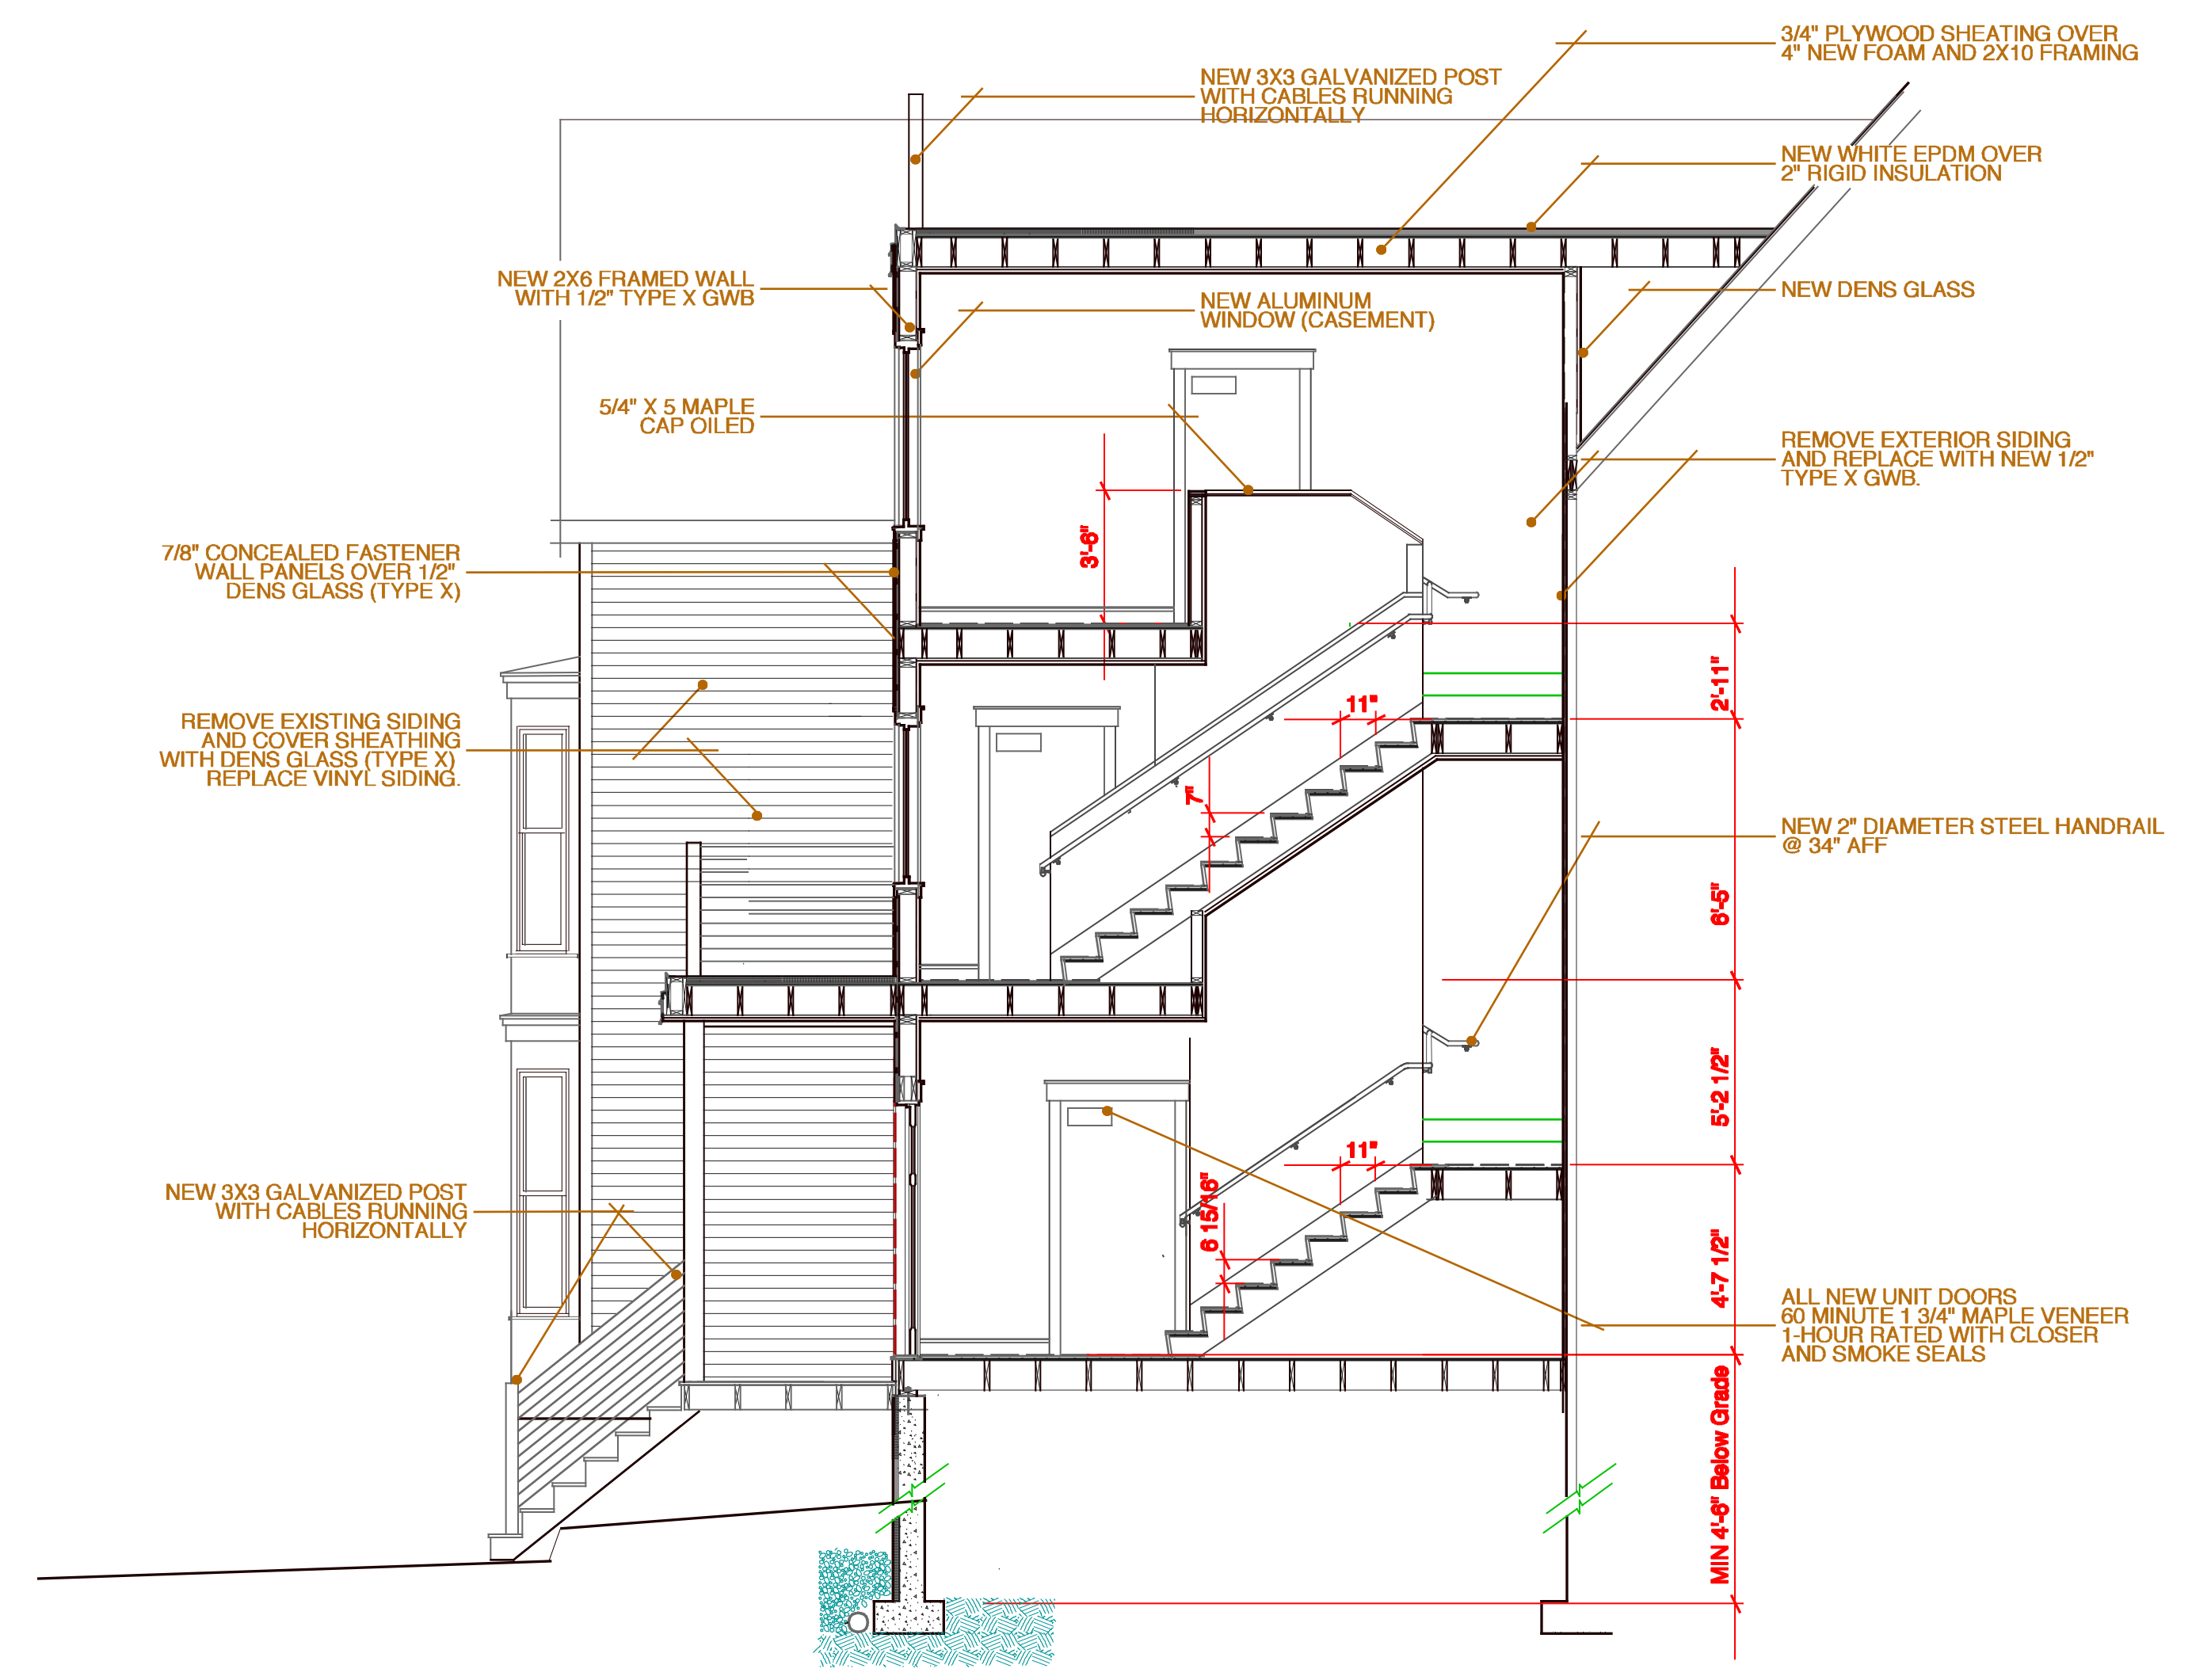 3/4" PLYWOOD SHEATING OVER
4" NEW FOAM AND 2X10 FRAMING
NEW 3X3 GALVANIZED POST
WITH CABLES RUNNING
HORIZONTALLY
NEW WHITE EPDM OVER
2" RIGID INSULATION
NEW 2X6 FRAMED WALL
WITH 1/2" TYPE X GWB
NEW ALUMINUM
WINDOW (CASEMENT)
NEW DENS GLASS
5/4" X 5 MAPLE
CAP OILED
REMOVE EXTERIOR SIDING
AND REPLACE WITH NEW 1/2"
TYPE X GWB.
3'-6"
7/8" CONCEALED FASTENER
WALL PANELS OVER 1/2"
DENS GLASS (TYPE X)
2'-11"
11"
REMOVE EXISTING SIDING
AND COVER SHEATHING
WITH DENS GLASS (TYPE X)
REPLACE VINYL SIDING.
7"
NEW 2" DIAMETER STEEL HANDRAIL
@ 34" AFF
6'-5"
5'-2 1/2"
11"
6 15/16"
NEW 3X3 GALVANIZED POST
WITH CABLES RUNNING
HORIZONTALLY
4'-7 1/2"
ALL NEW UNIT DOORS
60 MINUTE 1 3/4" MAPLE VENEER
1-HOUR RATED WITH CLOSER
AND SMOKE SEALS
MIN 4'-6" Below Grade